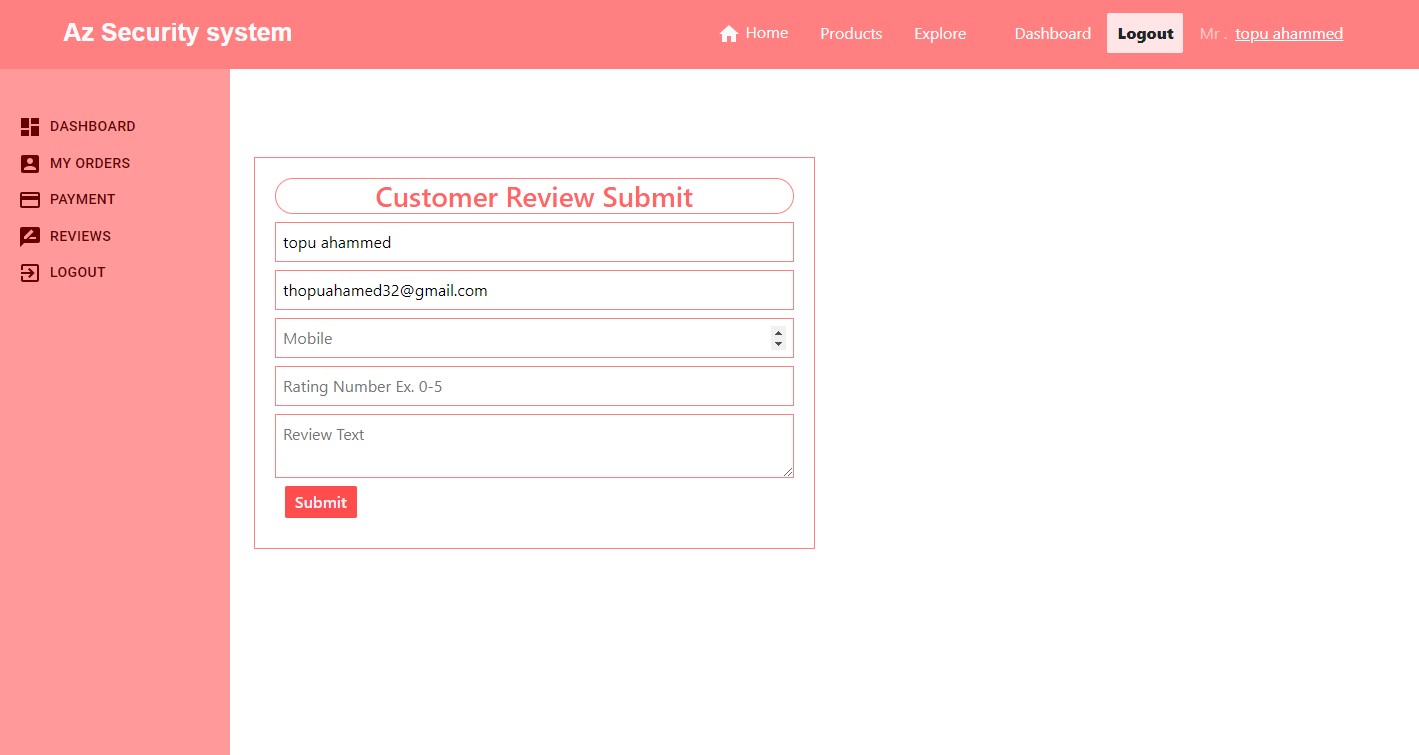 Az Security system
Home Products Explore Dashboard Logout Mr . topu ahammed
DASHBOARD
MY ORDERS
PAYMENT
REVIEWS
LOGOUT
Customer Review Submit
topu ahammed
thopuahamed32@gmail.com
Mobile
Rating Number Ex. 0-5
Review Text
Submit